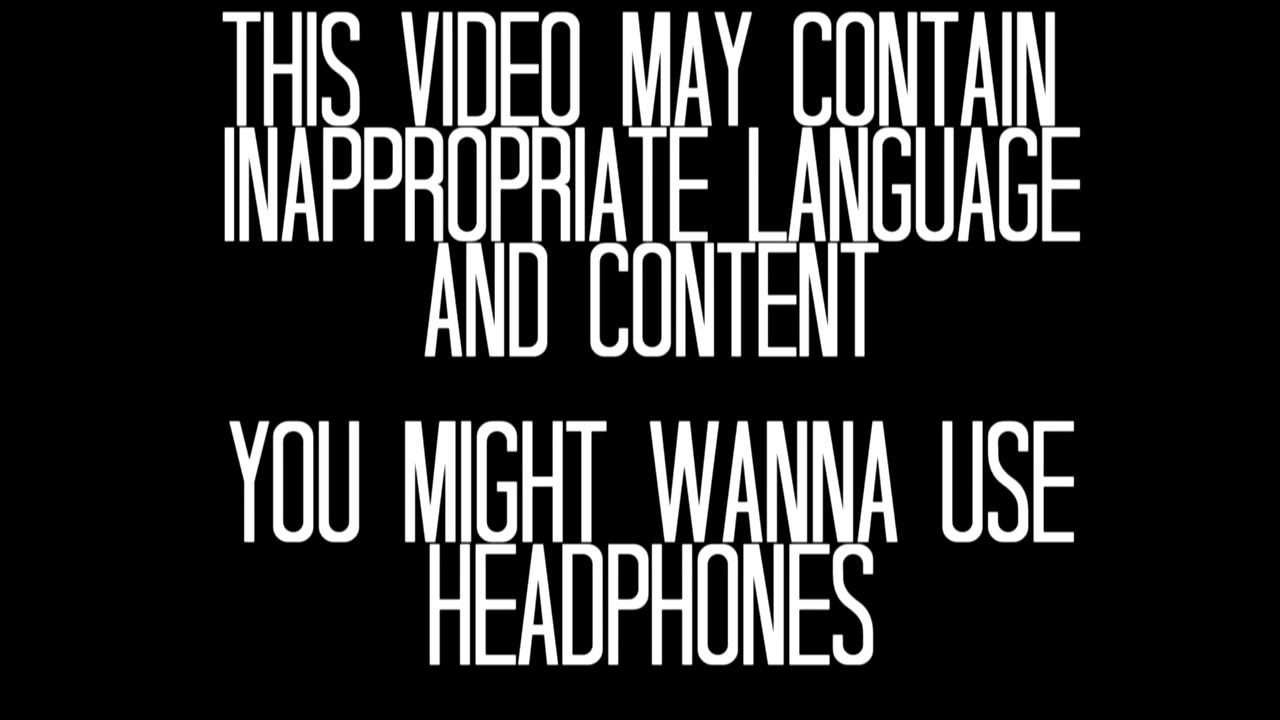 THIS VIDEO MAY CONTAIN
INAPPROPRIATE LANGUAGE
AND CONTENT
YOU MIGHT WANNA USE
HEADPHONES